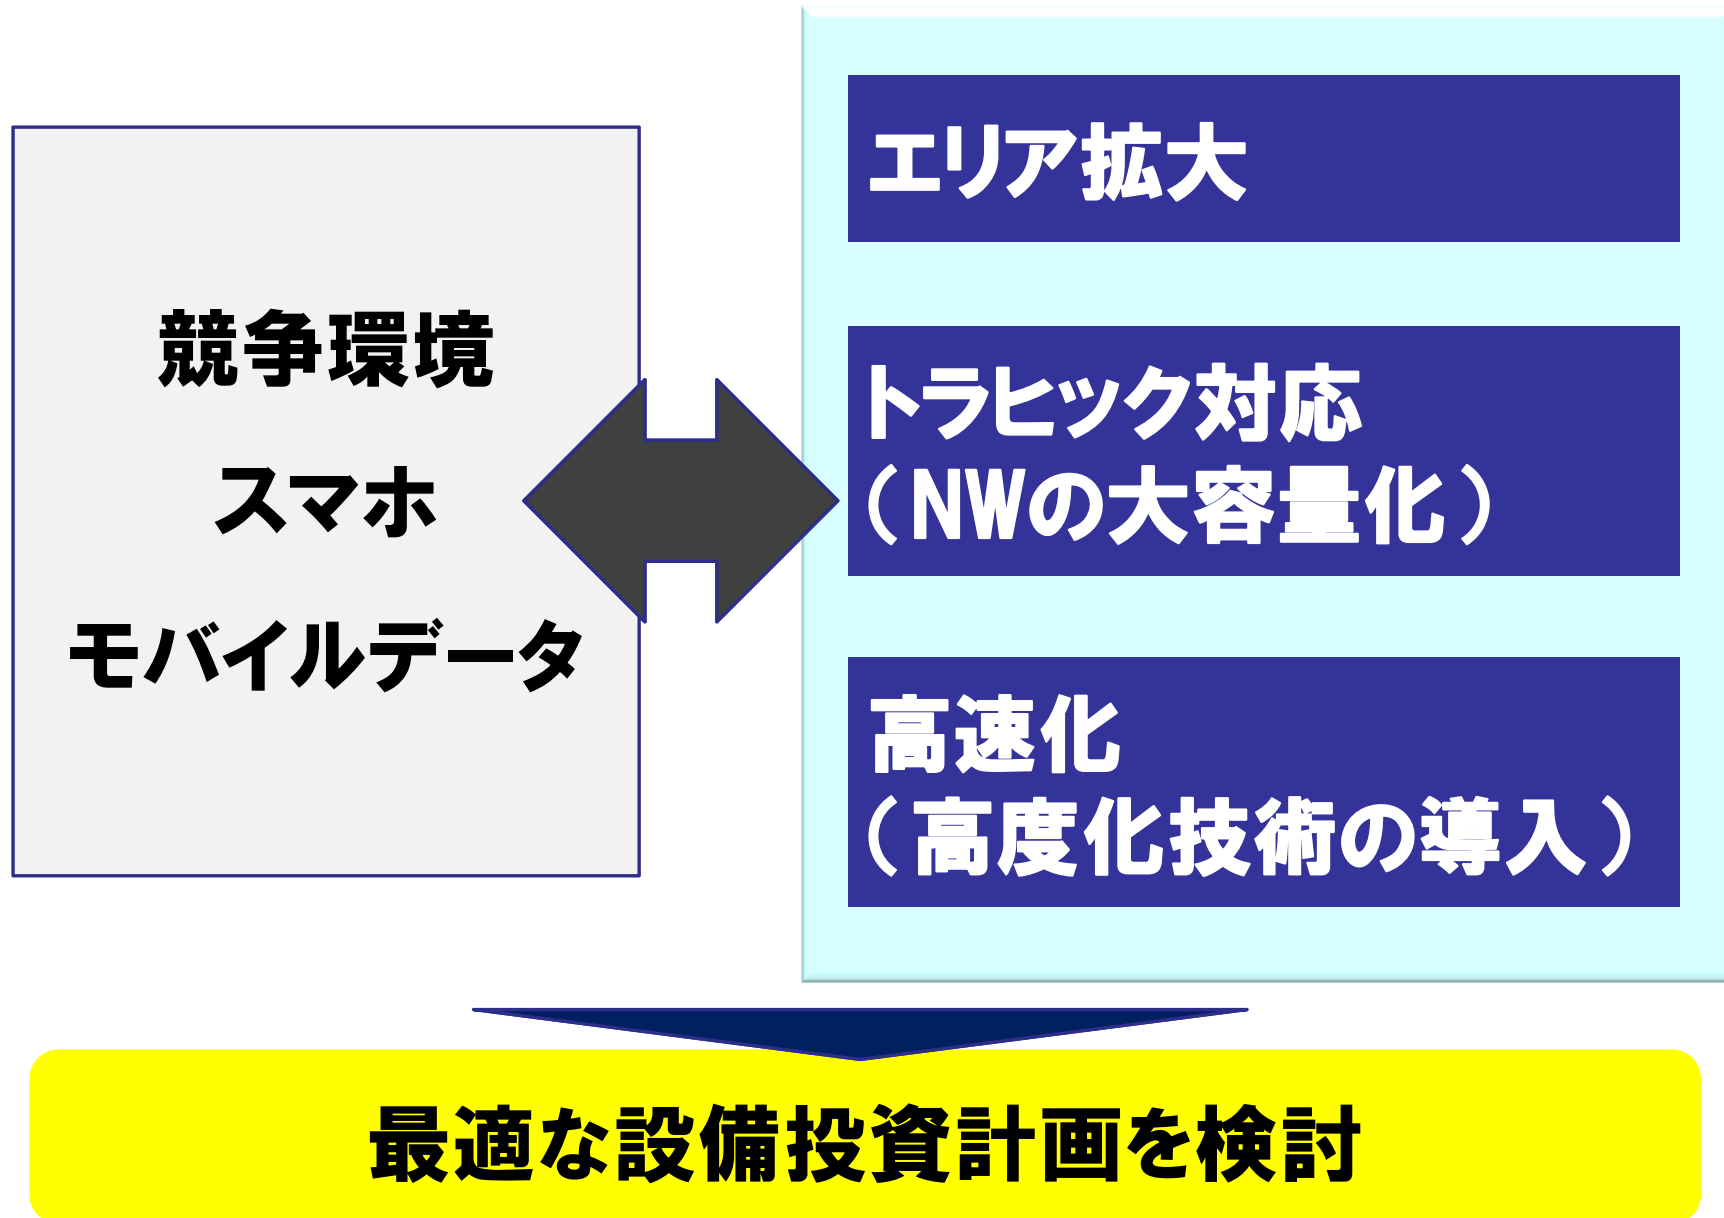 競争環境
スマホ
モバイルデータ
エリア拡大
トラヒック対応
（NWの大容量化）
高速化
（高度化技術の導入）
最適な設備投資計画を検討